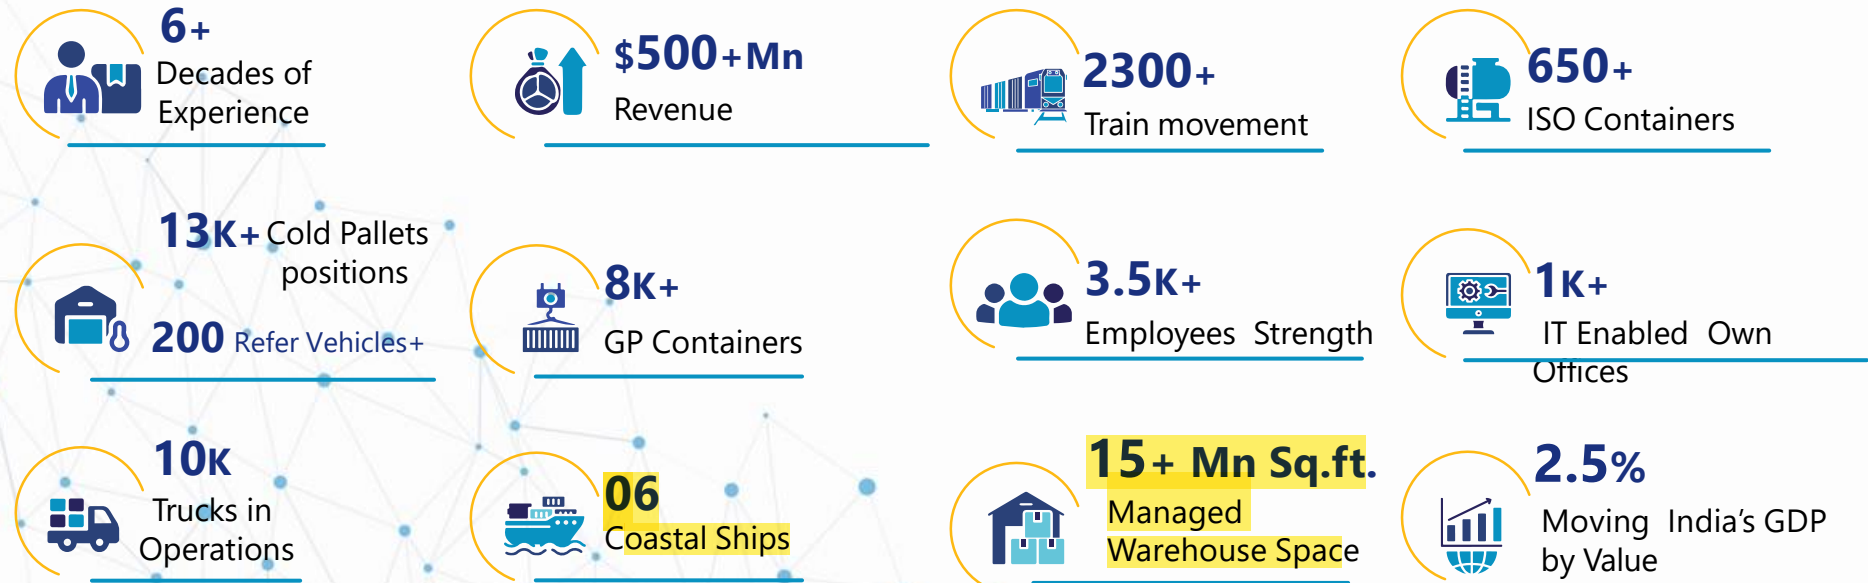 6+
Decades of
Experience
$500+Mn
Revenue
2300+
Train movement
650+
ISO Containers
13K+ Cold Pallets
positions
200 Refer Vehicles+
8K+
GP Containers
3.5K+
Employees Strength
1K+
IT Enabled Own
Offices
10K
Trucks in
Operations
06
Coastal Ships
15+ Mn Sq.ft.
Managed
Warehouse Space
2.5%
Moving India's GDP
by Value